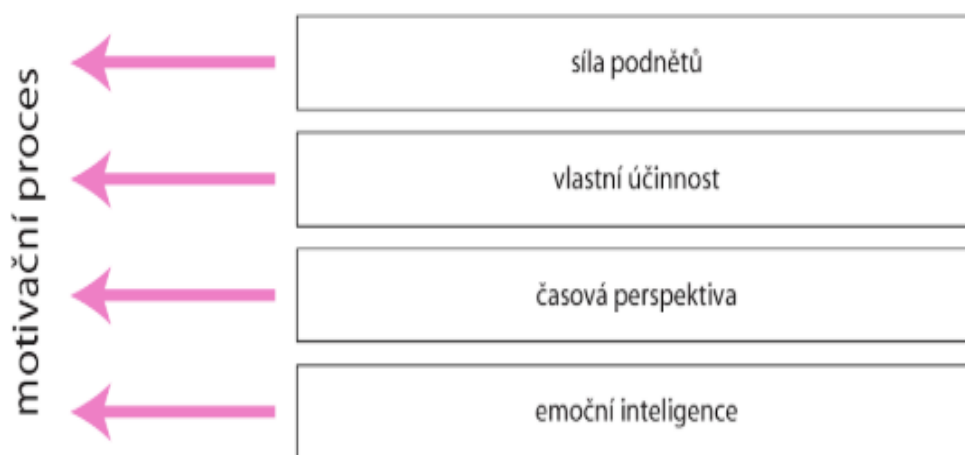 motivační proces
síla podnětů
vlastní účinnost
časová perspektiva
emoční inteligence